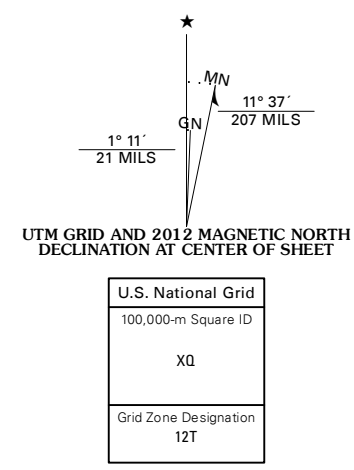 ★
MN
11° 37´
207 MILS
GN
1° 11´
21 MILS
UTM GRID AND 2012 MAGNETIC NORTH
DECLINATION AT CENTER OF SHEET
U.S. National Grid
100,000-m Square ID
XQ
Grid Zone Designation
12T